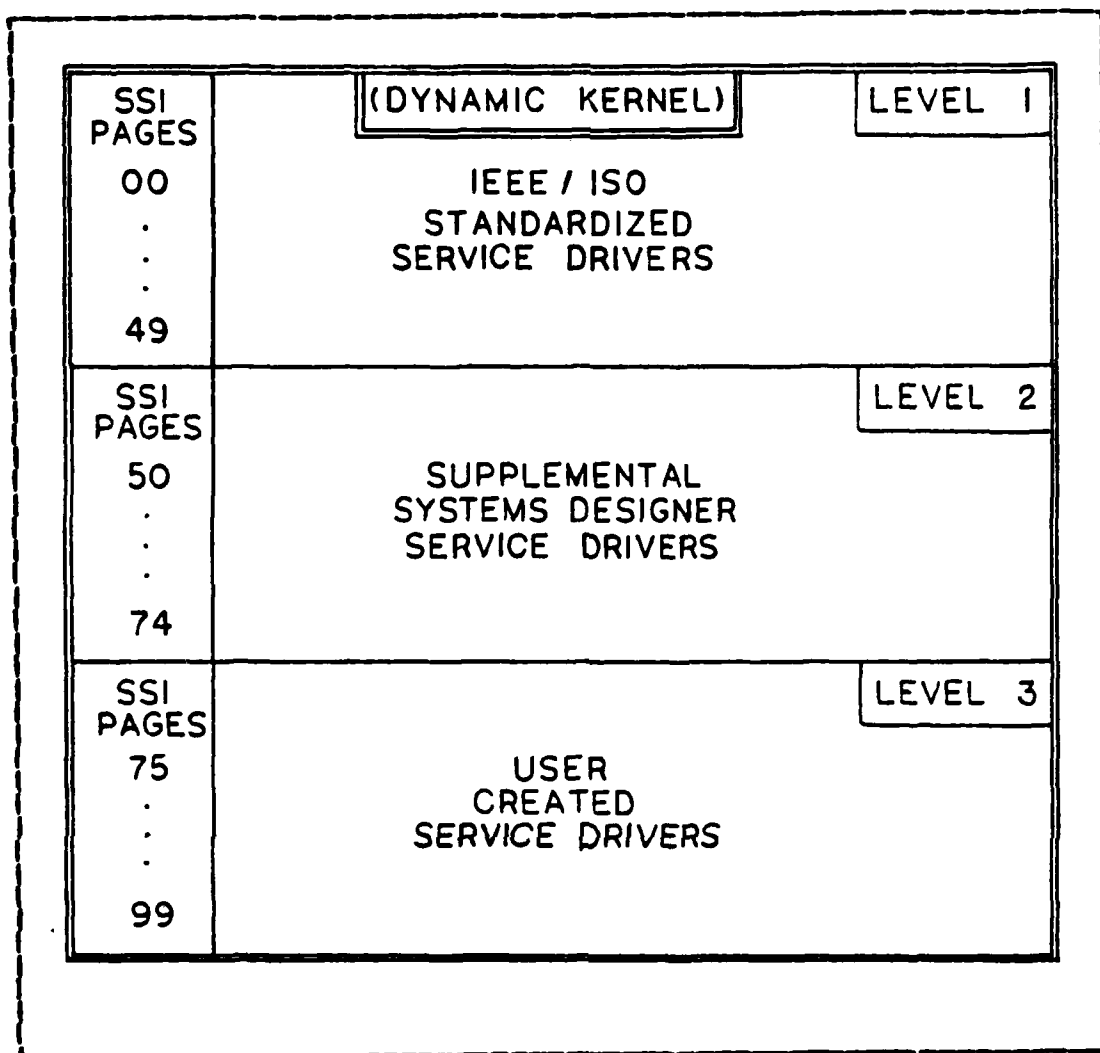 SSI
PAGES
(DYNAMIC KERNEL)
LEVEL 1
00
.
.
.
49
IEEE / ISO
STANDARDIZED
SERVICE DRIVERS
SSI
PAGES
LEVEL 2
50
.
.
.
74
SUPPLEMENTAL
SYSTEMS DESIGNER
SERVICE DRIVERS
SSI
PAGES
LEVEL 3
75
.
.
.
99
USER
CREATED
SERVICE DRIVERS